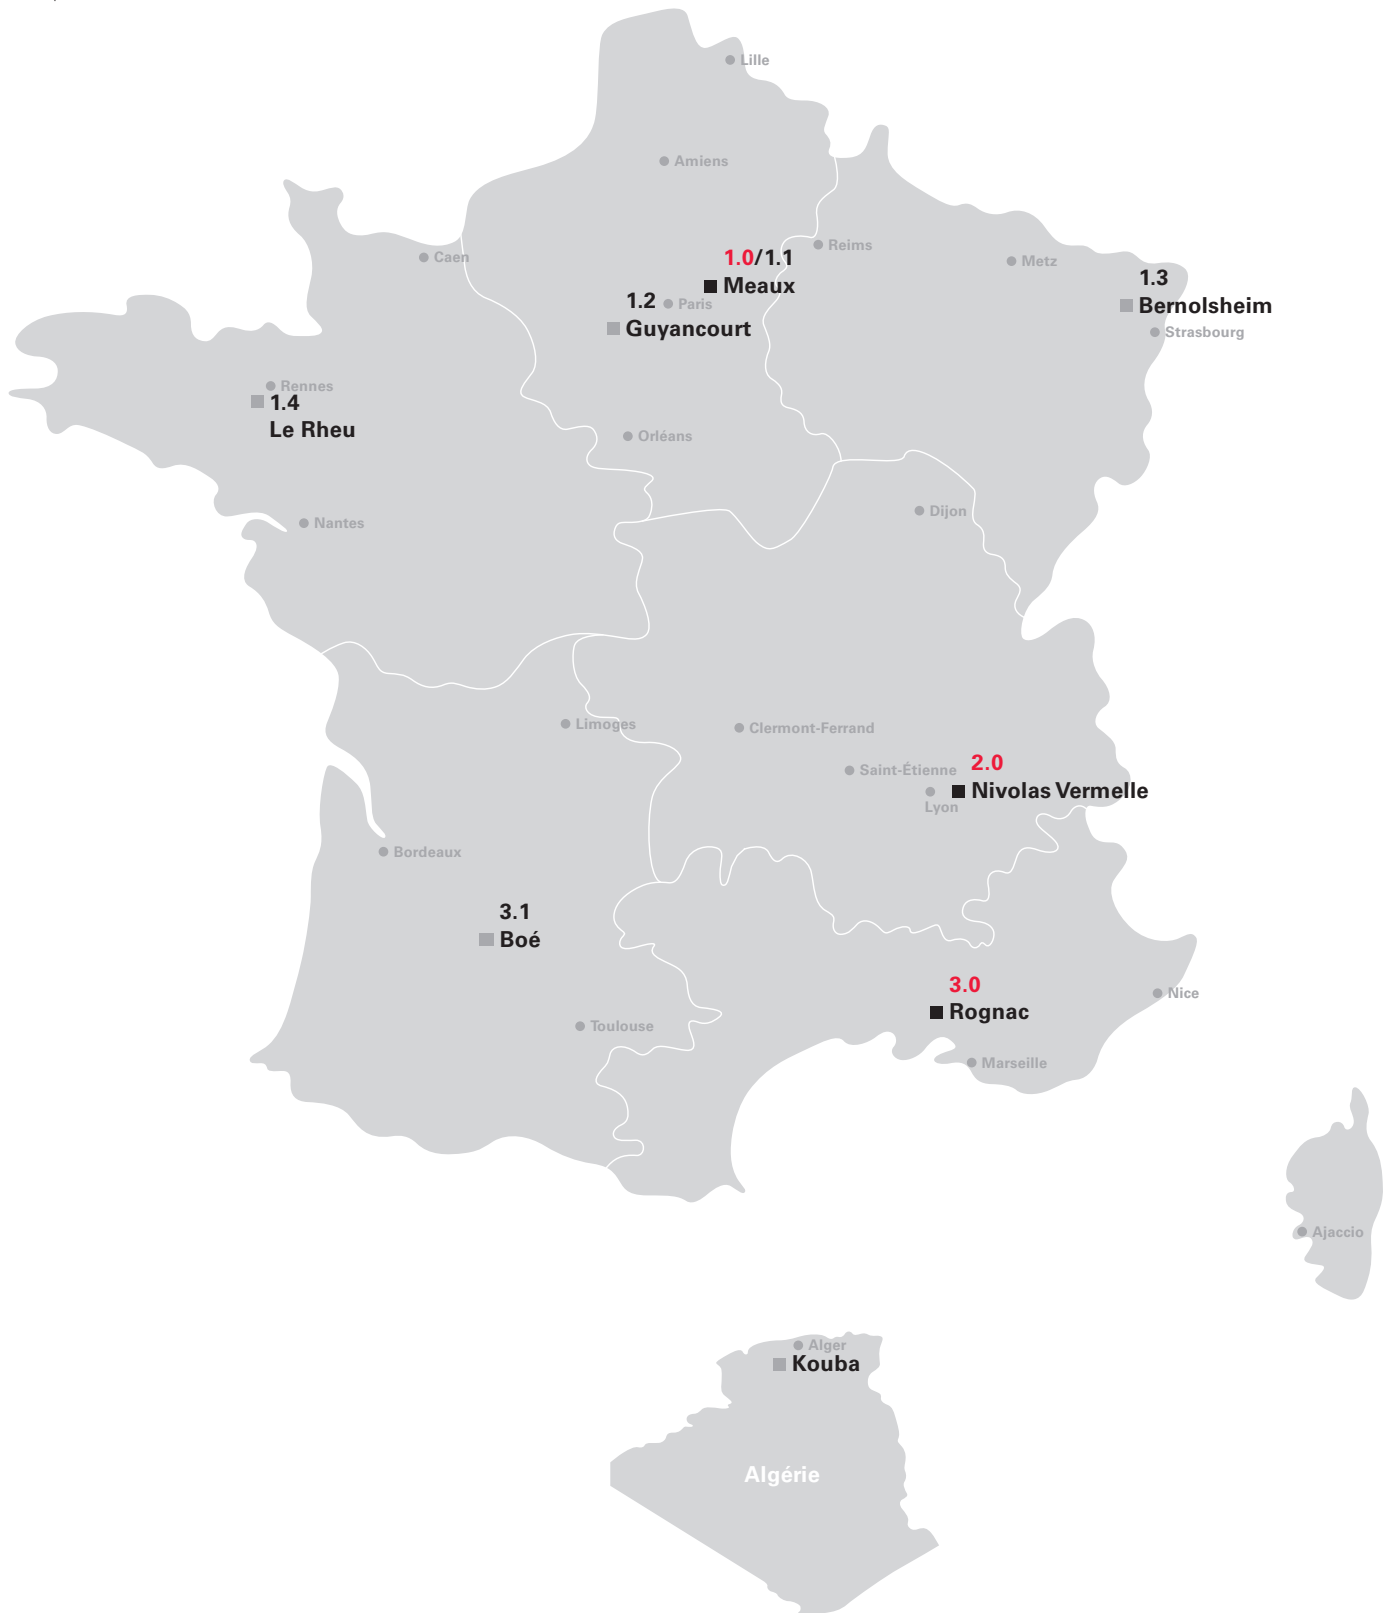 Lille
Amiens
Reims
Caen
1.0/1.1
Meaux
Metz
1.3
Bernolsheim
1.2
Paris
Guyancourt
Strasbourg
Rennes
1.4
Le Rheu
Orléans
Nantes
Dijon
Limoges
Clermont-Ferrand
Saint-Étienne
2.0
Nivolas Vermelle
Lyon
Bordeaux
3.1
Boé
3.0
Rognac
Nice
Toulouse
Marseille
Ajaccio
Alger
Kouba
Algérie